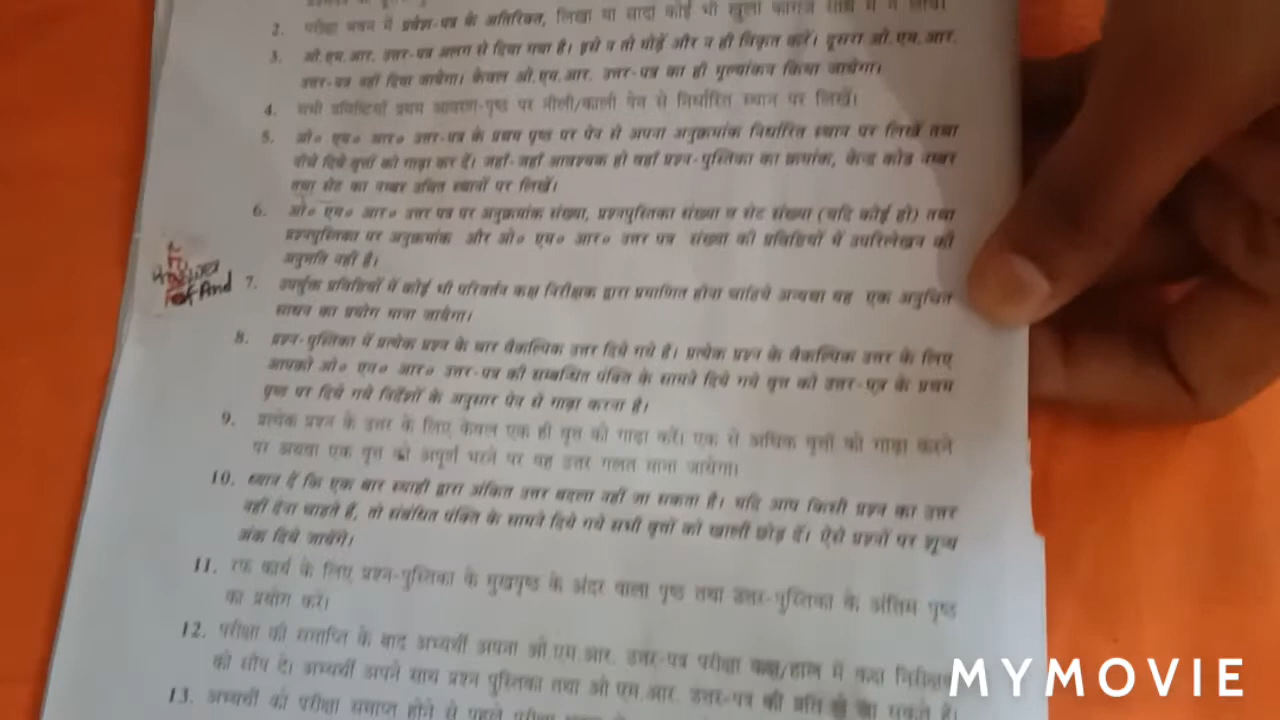 2. परीक्षा भवन में प्रवेश-पत्र के अतिरिक्त, लिखा या सादा कोई भी खुला कागज साथ में न लायें।
3. ओ.एम.आर. उत्तर-पत्र अलग से दिया गया है। इसे न तो मोड़ें और न ही विकृत करें। दूसरा ओ.एम.आर.
उत्तर-पत्र नहीं दिया जायेगा। केवल ओ.एम.आर. उत्तर-पत्र का ही मूल्यांकन किया जायेगा।
4. सभी प्रविष्टियाँ प्रथम आवरण-पृष्ठ पर नीली/काली पेन से निर्धारित स्थान पर लिखें।
5. ओ० एम० आर० उत्तर-पत्र के प्रथम पृष्ठ पर पेन से अपना अनुक्रमांक निर्धारित स्थान पर लिखें तथा
नीचे दिये वृत्तों को गाढ़ा कर दें। जहाँ-जहाँ आवश्यक हो वहाँ प्रश्न-पुस्तिका का क्रमांक, केन्द्र कोड नम्बर
तथा सेट का नम्बर उचित स्थानों पर लिखें।
6. ओ० एम० आर० उत्तर पत्र पर अनुक्रमांक संख्या, प्रश्नपुस्तिका संख्या व सेट संख्या (यदि कोई हो) तथा
प्रश्नपुस्तिका पर अनुक्रमांक और ओ० एम० आर० उत्तर पत्र संख्या की प्रविष्टियों में उपरिलेखन की
अनुमति नहीं है।
7. उपर्युक्त प्रविष्टियों में कोई भी परिवर्तन कक्ष निरीक्षक द्वारा प्रमाणित होना चाहिये अन्यथा यह एक अनुचित
साधन का प्रयोग माना जायेगा।
8. प्रश्न-पुस्तिका में प्रत्येक प्रश्न के चार वैकल्पिक उत्तर दिये गये हैं। प्रत्येक प्रश्न के वैकल्पिक उत्तर के लिए
आपको ओ० एम० आर० उत्तर-पत्र की सम्बन्धित पंक्ति के सामने दिये गये वृत्त को उत्तर-पत्र के प्रथम
पृष्ठ पर दिये गये निर्देशों के अनुसार पेन से गाढ़ा करना है।
9. प्रत्येक प्रश्न के उत्तर के लिए केवल एक ही वृत्त को गाढ़ा करें। एक से अधिक वृत्तों को गाढ़ा करने
पर अथवा एक वृत्त को अपूर्ण भरने पर वह उत्तर गलत माना जायेगा।
10. ध्यान दें कि एक बार स्याही द्वारा अंकित उत्तर बदला नहीं जा सकता है। यदि आप किसी प्रश्न का उत्तर
नहीं देना चाहते हैं, तो संबंधित पंक्ति के सामने दिये गये सभी वृत्तों को खाली छोड़ दें। ऐसे प्रश्नों पर शून्य
अंक दिये जायेंगे।
11. रफ कार्य के लिए प्रश्न-पुस्तिका के मुखपृष्ठ के अंदर वाला पृष्ठ तथा उत्तर-पुस्तिका के अंतिम पृष्ठ
का प्रयोग करें।
12. परीक्षा की समाप्ति के बाद अभ्यर्थी अपना ओ.एम.आर. उत्तर-पत्र परीक्षा कक्ष/हाल में कक्ष निरीक्षक
को सौंप दें। अभ्यर्थी अपने साथ प्रश्न पुस्तिका तथा ओ.एम.आर. उत्तर-पत्र की प्रति ले जा सकते हैं।
13. अभ्यर्थी को परीक्षा समाप्त होने से पहले परीक्षा
of And
MYMOVIE